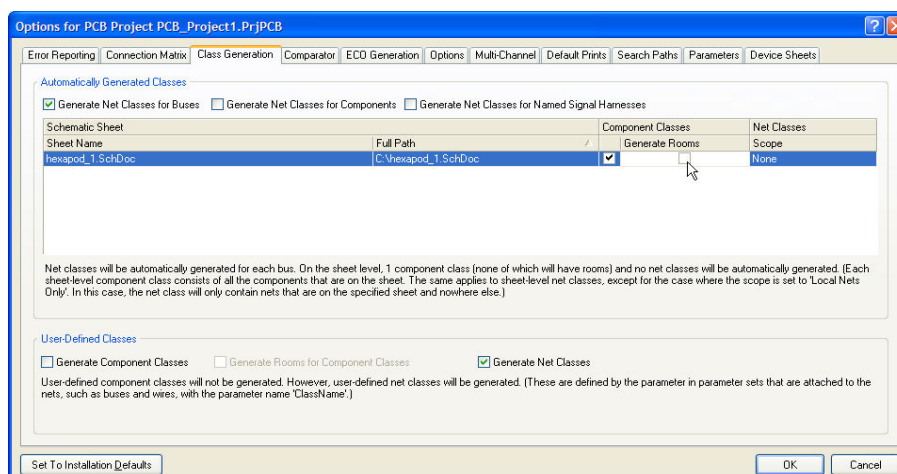 Options for PCB Project PCB_Project1.PrjPCB
Error Reporting Connection Matrix Class Generation Comparator ECO Generation Options Multi-Channel Default Prints Search Paths Parameters Device Sheets
Automatically Generated Classes
Generate Net Classes for Buses Generate Net Classes for Components Generate Net Classes for Named Signal Harnesses
Schematic Sheet Component Classes Net Classes
Sheet Name Full Path Generate Rooms Scope
hexapod_1.SchDoc C:\hexapod_1.SchDoc None
Net classes will be automatically generated for each bus. On the sheet level, 1 component class (none of which will have rooms) and no net classes will be automatically generated. (Each
sheet-level component class consists of all the components that are on the sheet. The same applies to sheet-level net classes, except for the case where the scope is set to 'Local Nets
Only'. In this case, the net class will only contain nets that are on the specified sheet and nowhere else.)
User-Defined Classes
Generate Component Classes Generate Rooms for Component Classes Generate Net Classes
User-defined component classes will not be generated. However, user-defined net classes will be generated. (These are defined by the parameter in parameter sets that are attached to the
nets, such as buses and wires, with the parameter name 'ClassName'.)
Set To Installation Defaults OK Cancel